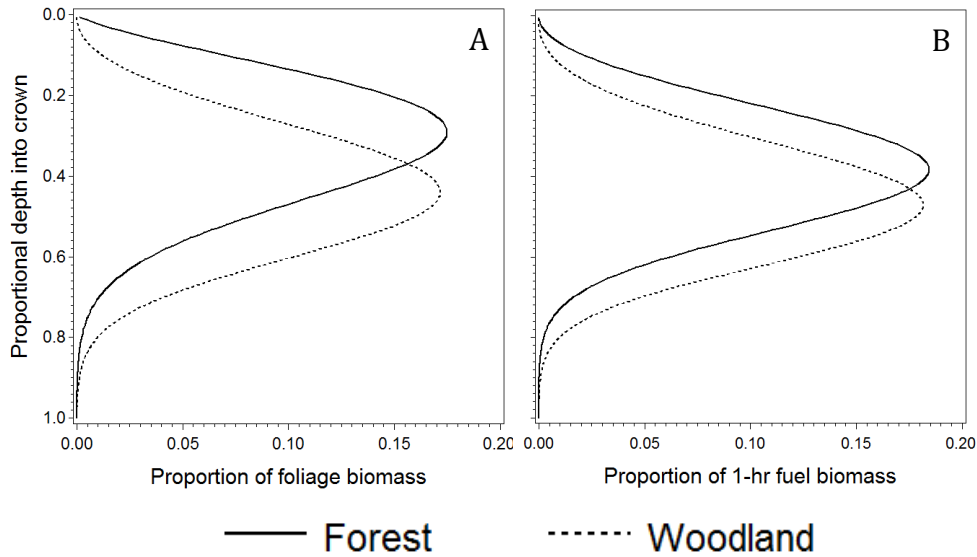 A
B
Proportional depth into crown
0.0
0.2
0.4
0.6
0.8
1.0
0.00 0.05 0.10 0.15 0.20
0.00 0.05 0.10 0.15 0.20
Proportion of foliage biomass
Proportion of 1-hr fuel biomass
Forest
Woodland